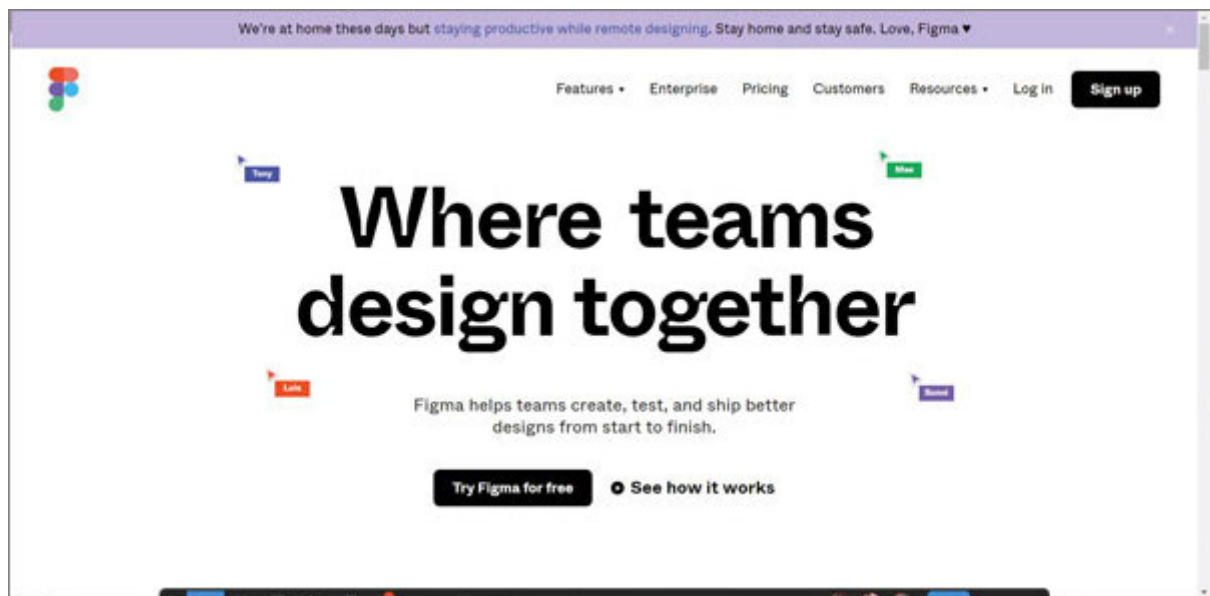 We're at home these days but staying productive while remote designing. Stay home and stay safe. Love, Figma ♥
Features
Enterprise
Pricing
Customers
Resources
Log in
Sign up
Tony
Where teams
design together
Figma helps teams create, test, and ship better
designs from start to finish.
Try Figma for free
See how it works